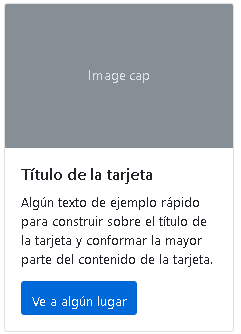 Image cap
Título de la tarjeta
Algún texto de ejemplo rápido
para construir sobre el título de
la tarjeta y conformar la mayor
parte del contenido de la tarjeta.
Ve a algún lugar